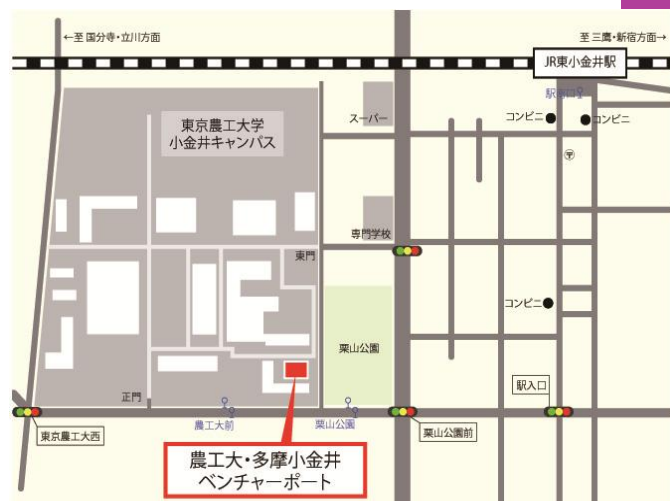 ←至 国分寺・立川方面
至 三鷹・新宿方面→
JR東小金井駅
駅南口
コンビニ
コンビニ
〒
スーパー
東京農工大学
小金井キャンパス
専門学校
東門
コンビニ
栗山公園
正門
農工大前
栗山公園
駅入口
東京農工大西
栗山公園前
農工大・多摩小金井
ベンチャーポート